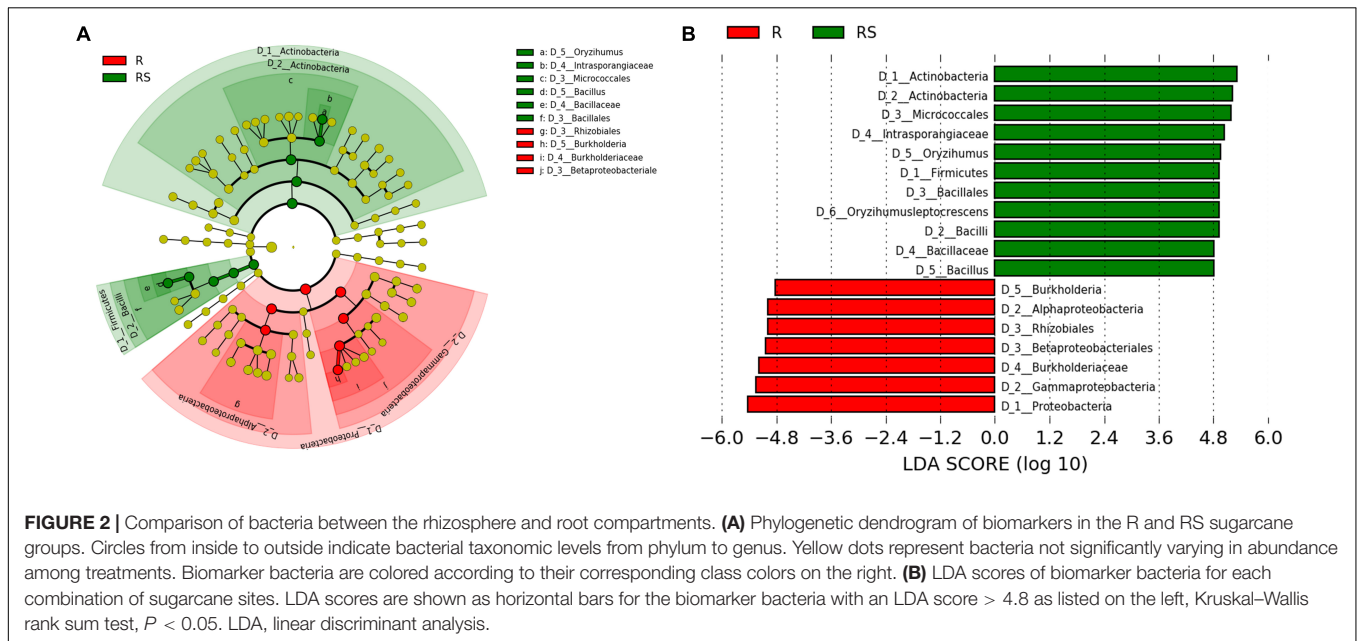 A
R
RS
D_1__Actinobacteria
D_2__Actinobacteria
c
b
a
e
d
f
D_2__Bacilli
D_1__Firmicutes
g
D_2__Alphaproteobacteria
D_1__Proteobacteria
h
i
j
D_2__Gammaproteobacteria
a: D_5__Oryzihumus
b: D_4__Intrasporangiaceae
c: D_3__Micrococcales
d: D_5__Bacillus
e: D_4__Bacillaceae
f: D_3__Bacillales
g: D_3__Rhizobiales
h: D_5__Burkholderia
i: D_4__Burkholderiaceae
j: D_3__Betaproteobacteriale
B
R RS
D_1__Actinobacteria
D_2__Actinobacteria
D_3__Micrococcales
D_4__Intrasporangiaceae
D_5__Oryzihumus
D_1__Firmicutes
D_3__Bacillales
D_6__Oryzihumusleptocrescens
D_2__Bacilli
D_4__Bacillaceae
D_5__Bacillus
D_5__Burkholderia
D_2__Alphaproteobacteria
D_3__Rhizobiales
D_3__Betaproteobacteriales
D_4__Burkholderiaceae
D_2__Gammaproteobacteria
D_1__Proteobacteria
−6.0 −4.8 −3.6 −2.4 −1.2 0.0 1.2 2.4 3.6 4.8 6.0
LDA SCORE (log 10)
FIGURE 2 | Comparison of bacteria between the rhizosphere and root compartments. (A) Phylogenetic dendrogram of biomarkers in the R and RS sugarcane
groups. Circles from inside to outside indicate bacterial taxonomic levels from phylum to genus. Yellow dots represent bacteria not significantly varying in abundance
among treatments. Biomarker bacteria are colored according to their corresponding class colors on the right. (B) LDA scores of biomarker bacteria for each
combination of sugarcane sites. LDA scores are shown as horizontal bars for the biomarker bacteria with an LDA score > 4.8 as listed on the left, Kruskal–Wallis
rank sum test, P < 0.05. LDA, linear discriminant analysis.